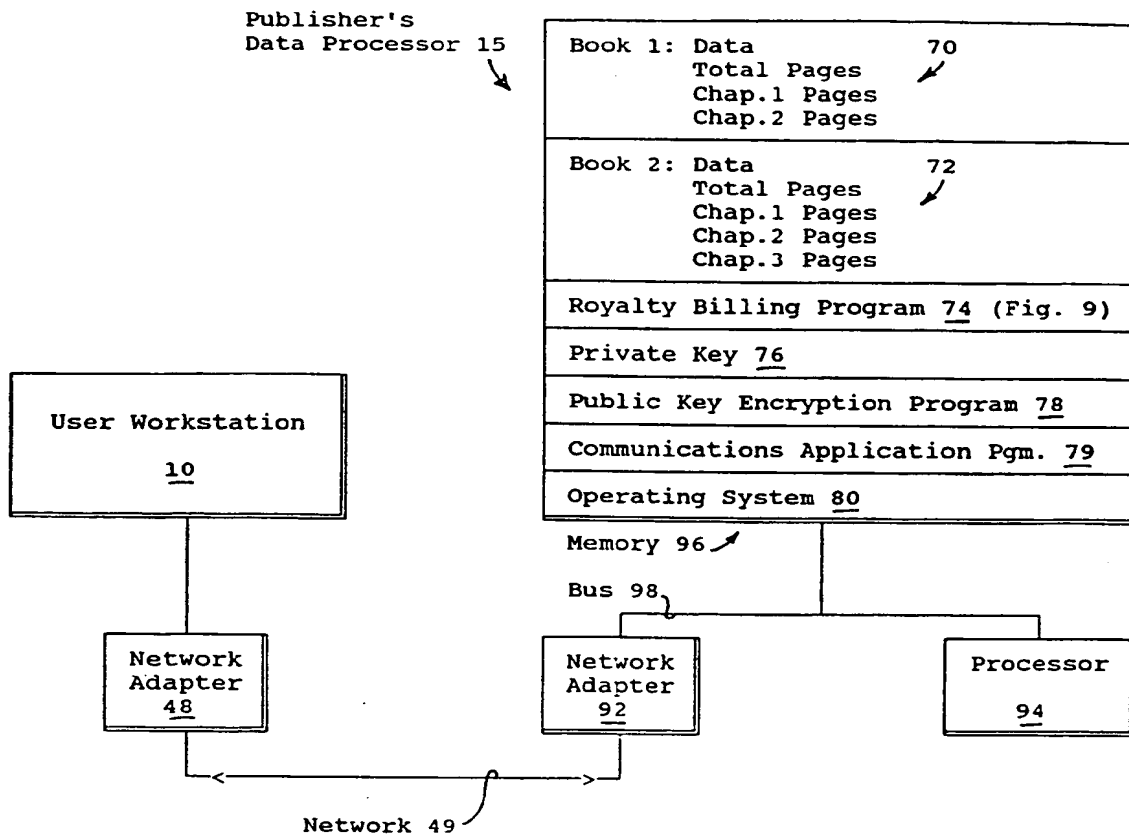 Publisher's
Data Processor 15
Book 1: Data 70
Total Pages
Chap.1 Pages
Chap.2 Pages
Book 2: Data 72
Total Pages
Chap.1 Pages
Chap.2 Pages
Chap.3 Pages
Royalty Billing Program 74 (Fig. 9)
Private Key 76
Public Key Encryption Program 78
Communications Application Pgm. 79
Operating System 80
Memory 96
Bus 98
User Workstation
10
Network
Adapter
48
Network
Adapter
92
Processor
94
Network 49